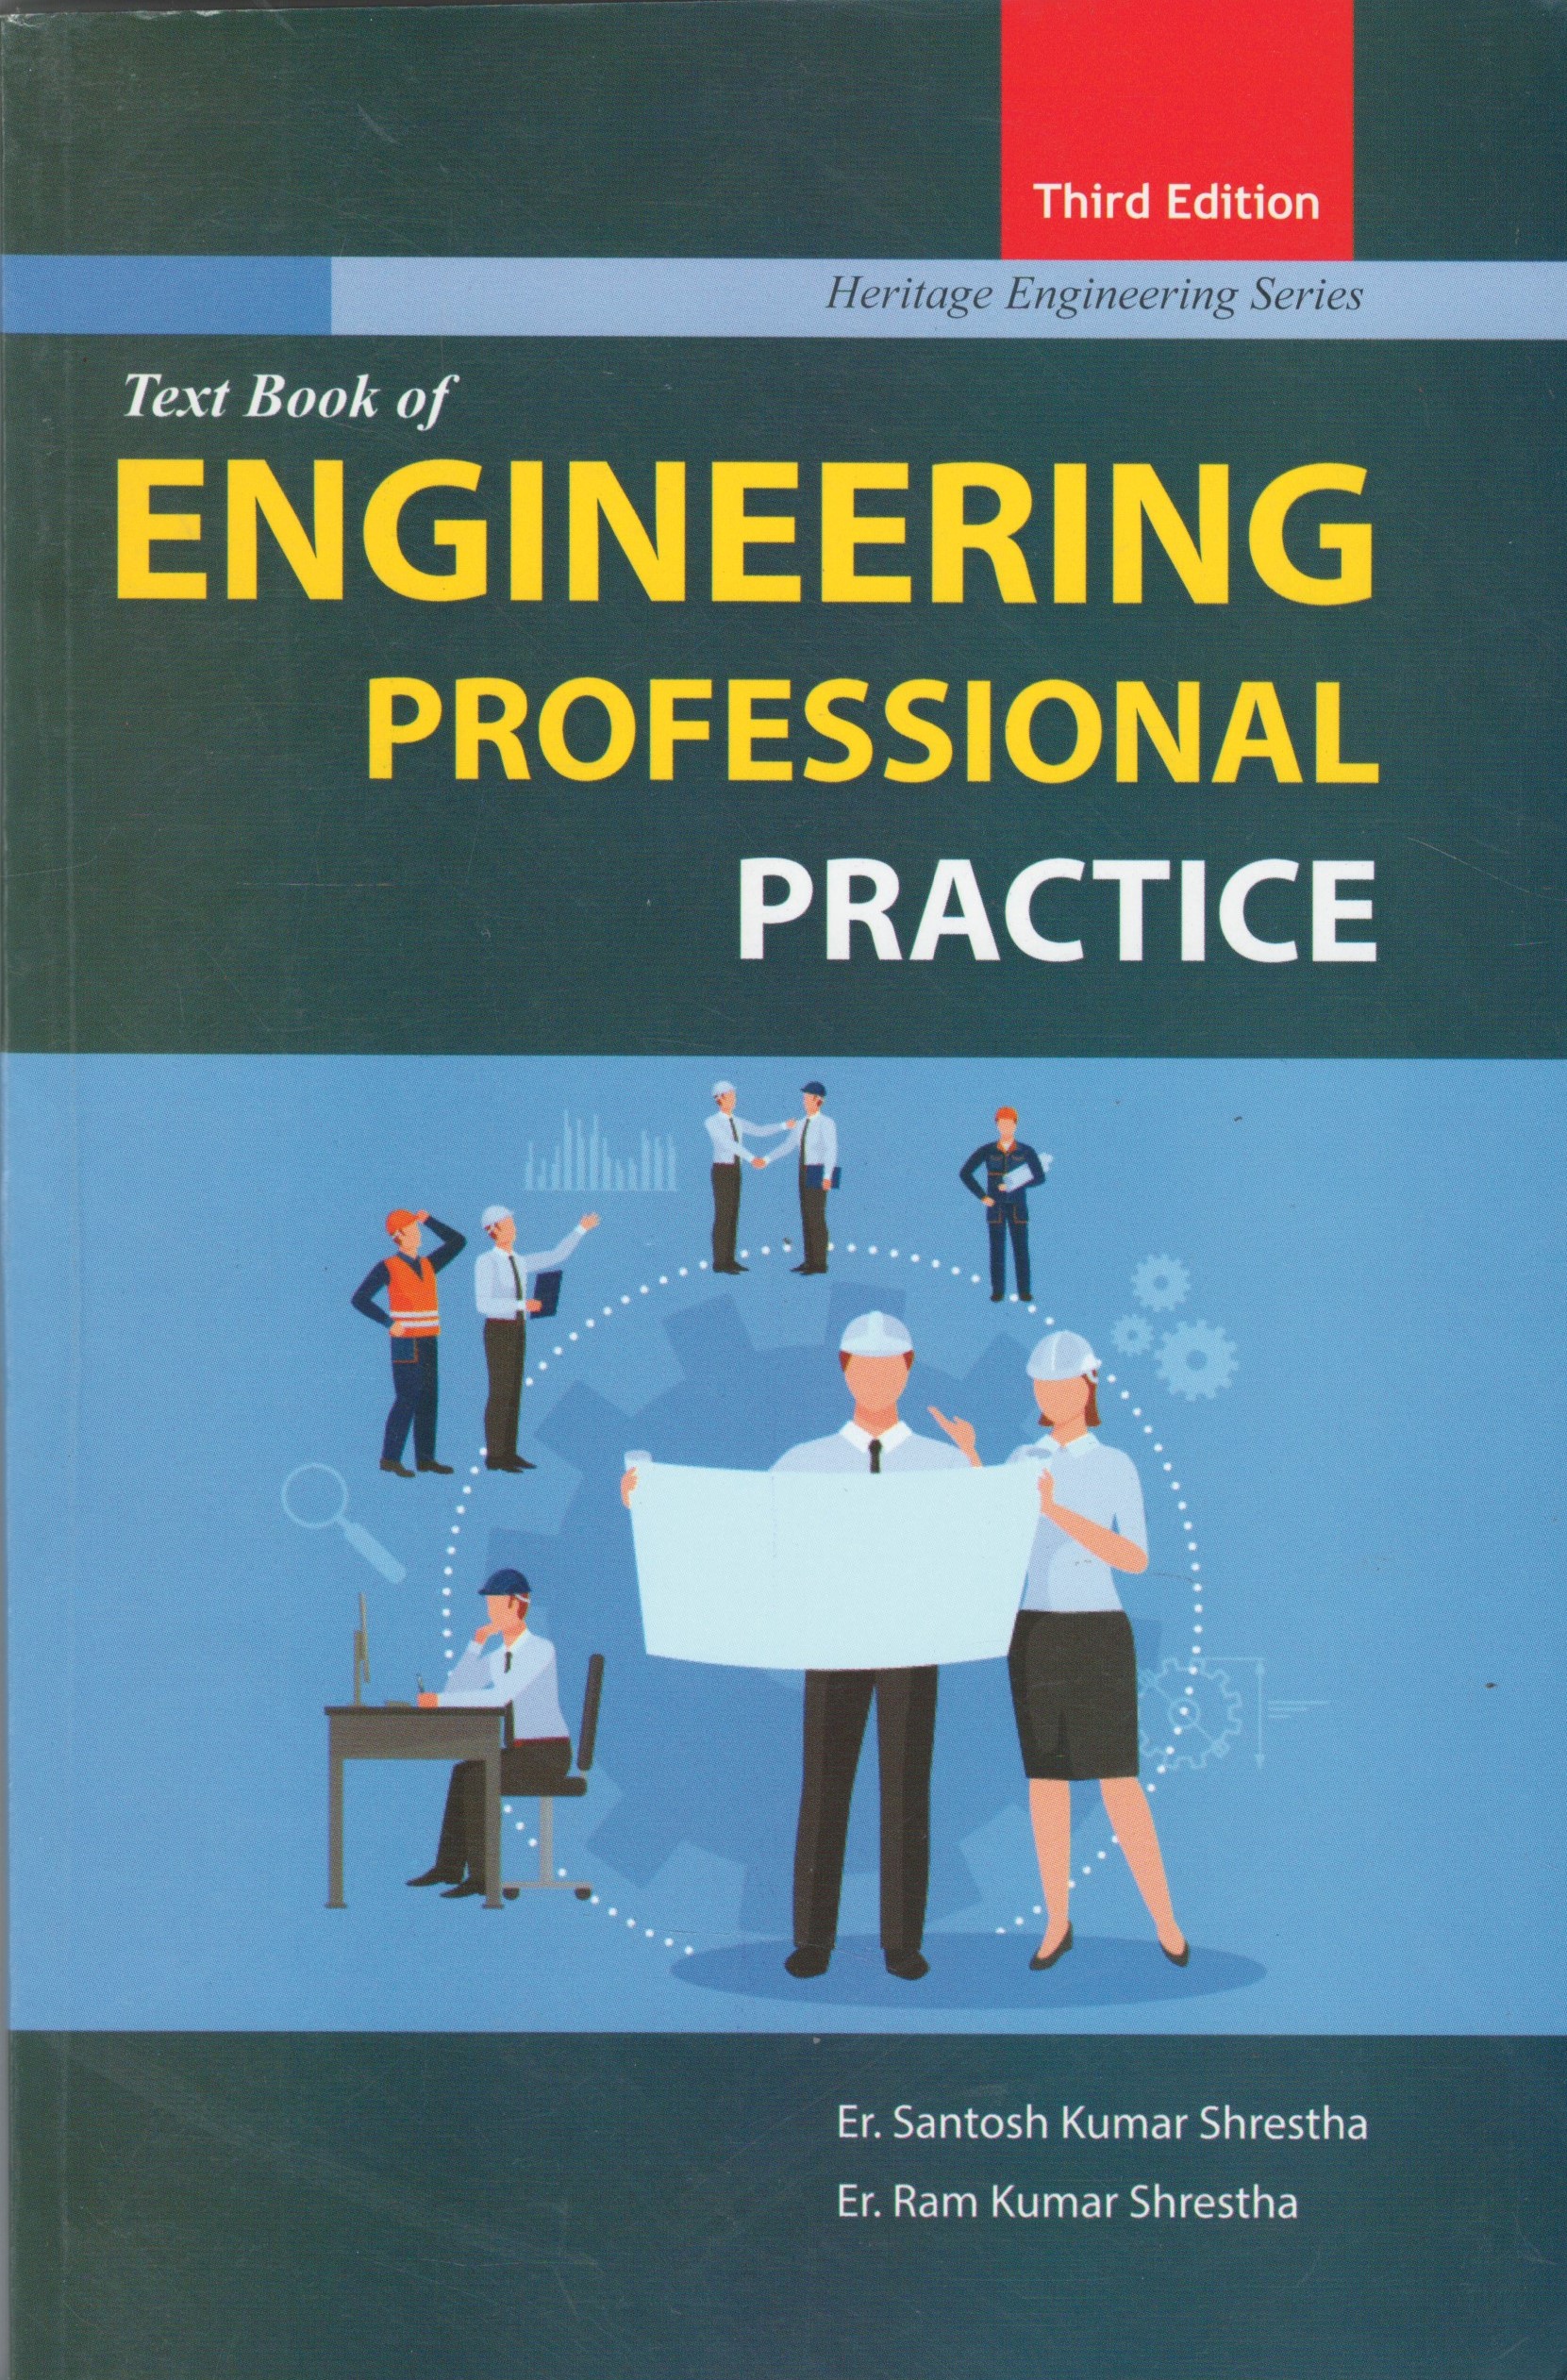 Third Edition
Heritage Engineering Series
Text Book of
ENGINEERING
PROFESSIONAL
PRACTICE
Er. Santosh Kumar Shrestha
Er. Ram Kumar Shrestha